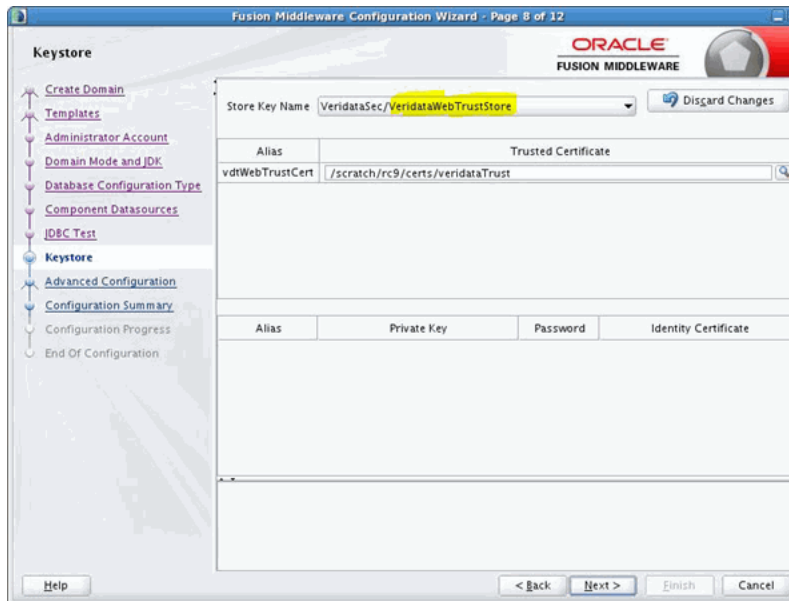 Fusion Middleware Configuration Wizard - Page 8 of 12
Keystore
ORACLE
FUSION MIDDLEWARE
Create Domain
Templates
Administrator Account
Domain Mode and JDK
Database Configuration Type
Component Datasources
JDBC Test
Keystore
Advanced Configuration
Configuration Summary
Configuration Progress
End Of Configuration
Store Key Name VeridataSec/VeridataWebTrustStore Discard Changes
Alias Trusted Certificate
vdtWebTrustCert /scratch/rc9/certs/veridataTrust
Alias Private Key Password Identity Certificate
Help < Back Next > Finish Cancel